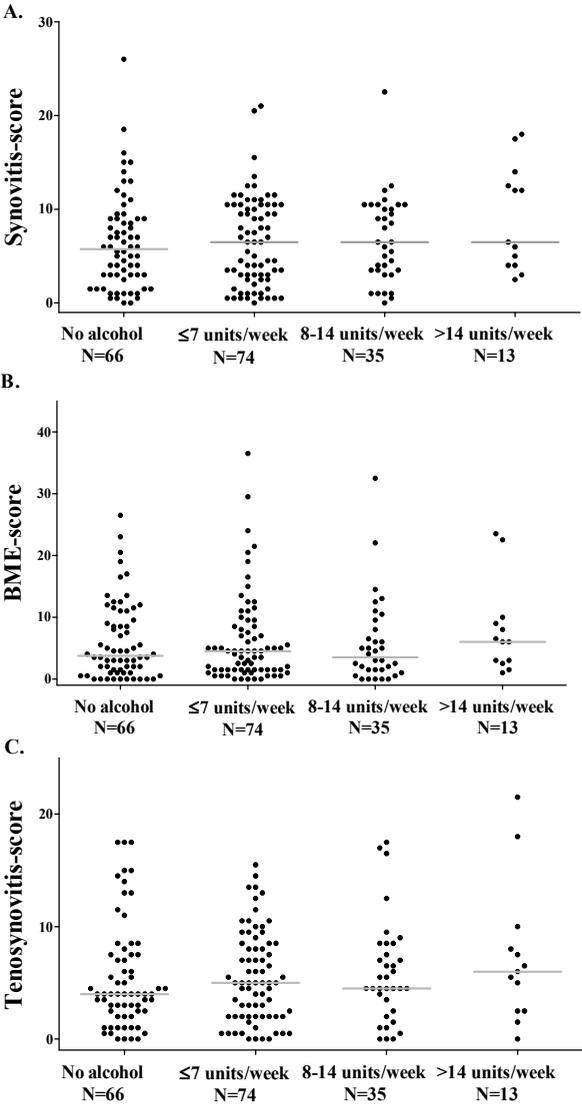 A.
30
20
10
0
Synovitis-score
No alcohol ≤7 units/week 8-14 units/week >14 units/week
N=66 N=74 N=35 N=13
B.
40
30
20
10
0
BME-score
No alcohol ≤7 units/week 8-14 units/week >14 units/week
N=66 N=74 N=35 N=13
C.
20
10
0
Tenosynovitis-score
No alcohol ≤7 units/week 8-14 units/week >14 units/week
N=66 N=74 N=35 N=13